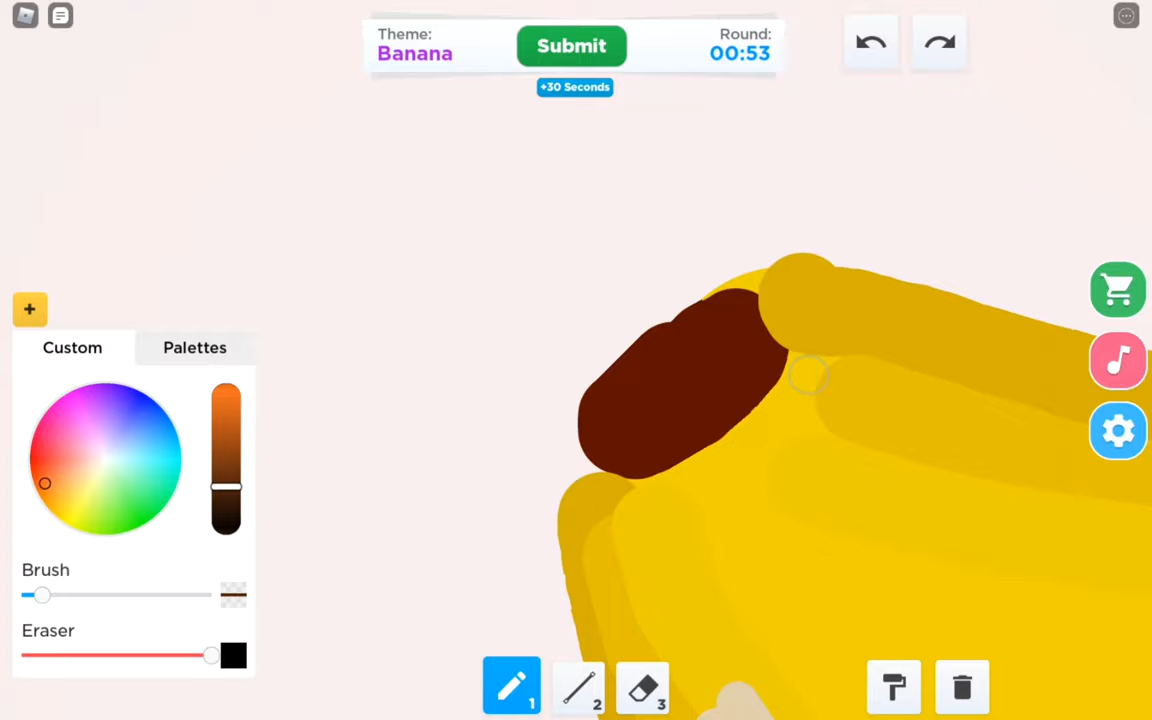 Theme:
Banana
Submit
Round:
00:53
+30 Seconds
+
Custom
Palettes
Brush
Eraser
1
2
3